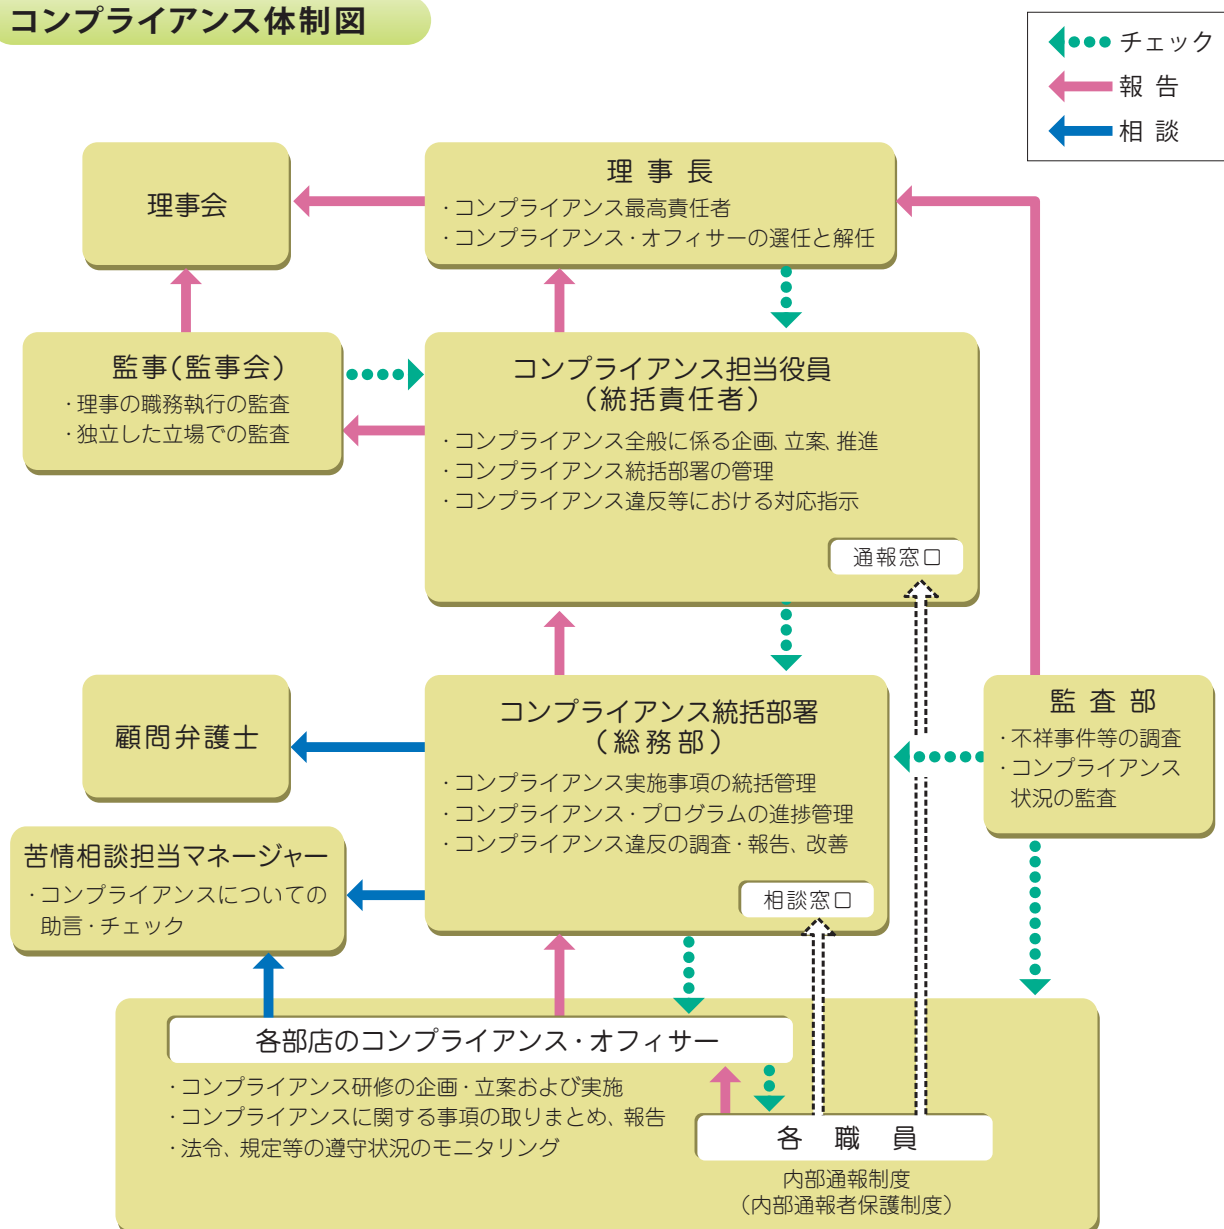 コンプライアンス体制図
チェック
報告
相談
理事会
理事長
・コンプライアンス最高責任者
・コンプライアンス・オフィサーの選任と解任
監事(監事会)
・理事の職務執行の監査
・独立した立場での監査
コンプライアンス担当役員
(統括責任者)
・コンプライアンス全般に係る企画、立案、推進
・コンプライアンス統括部署の管理
・コンプライアンス違反等における対応指示
通報窓口
顧問弁護士
コンプライアンス統括部署
(総務部)
・コンプライアンス実施事項の統括管理
・コンプライアンス・プログラムの進捗管理
・コンプライアンス違反の調査・報告、改善
相談窓口
監査部
・不祥事件等の調査
・コンプライアンス
状況の監査
苦情相談担当マネージャー
・コンプライアンスについての
助言・チェック
各部店のコンプライアンス・オフィサー
・コンプライアンス研修の企画・立案および実施
・コンプライアンスに関する事項の取りまとめ、報告
・法令、規定等の遵守状況のモニタリング
各職員
内部通報制度
(内部通報者保護制度)